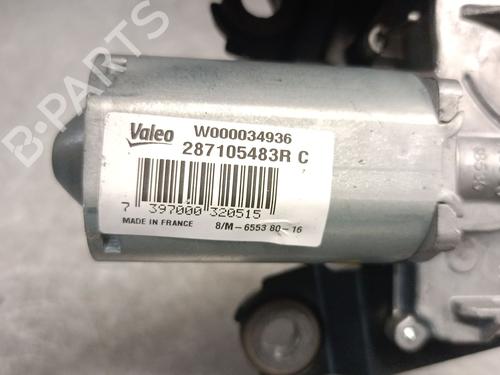 B-PARTS
Valeo W000034936
287105483R C
7 397000 320515
MADE IN FRANCE 8/M-6553 80-16